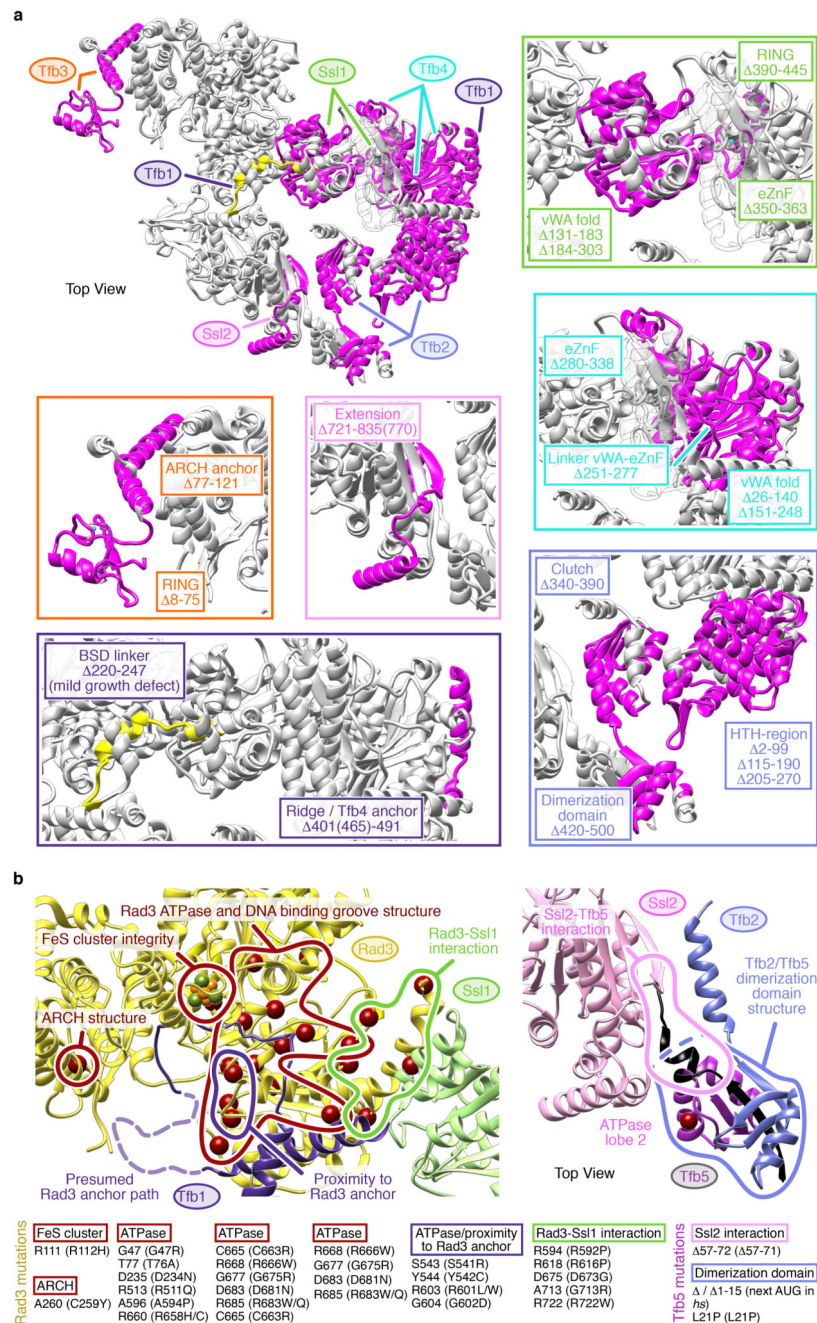 a
Tfb3
Ssl1
Tfb4
Tfb1
Tfb1
Top View
Ssl2
Tfb2
RING
Δ390-445
eZnF
Δ350-363
vWA fold
Δ131-183
Δ184-303
eZnF
Δ280-338
Linker vWA-eZnF
Δ251-277
vWA fold
Δ26-140
Δ151-248
ARCH anchor
Δ77-121
RING
Δ8-75
Extension
Δ721-835(770)
Clutch
Δ340-390
HTH-region
Δ2-99
Δ115-190
Δ205-270
Dimerization
domain
Δ420-500
BSD linker
Δ220-247
(mild growth defect)
Ridge / Tfb4 anchor
Δ401(465)-491
b
Rad3 ATPase and DNA binding groove structure
FeS cluster integrity
Rad3
Rad3-Ssl1
interaction
Ssl1
ARCH structure
Presumed
Rad3 anchor path
Tfb1
Proximity to
Rad3 anchor
Ssl2-Tfb5
interaction
Ssl2
Tfb2
Tfb2/Tfb5
dimerization
domain
structure
ATPase
lobe 2
Top View
Tfb5
Rad3 mutations
FeS cluster
R111 (R112H)
ARCH
A260 (C259Y)
ATPase
G47 (G47R)
T77 (T76A)
D235 (D234N)
R513 (R511Q)
A596 (A594P)
R660 (R658H/C)
ATPase
C665 (C663R)
R668 (R666W)
G677 (G675R)
D683 (D681N)
R685 (R683W/Q)
C665 (C663R)
ATPase
R668 (R666W)
G677 (G675R)
D683 (D681N)
R685 (R683W/Q)
ATPase/proximity
to Rad3 anchor
S543 (S541R)
Y544 (Y542C)
R603 (R601L/W)
G604 (G602D)
Rad3-Ssl1 interaction
R594 (R592P)
R618 (R616P)
D675 (D673G)
A713 (G713R)
R722 (R722W)
Tfb5 mutations
Ssl2 interaction
Δ57-72 (Δ57-71)
Dimerization domain
Δ / Δ1-15 (next AUG in
hs)
L21P (L21P)